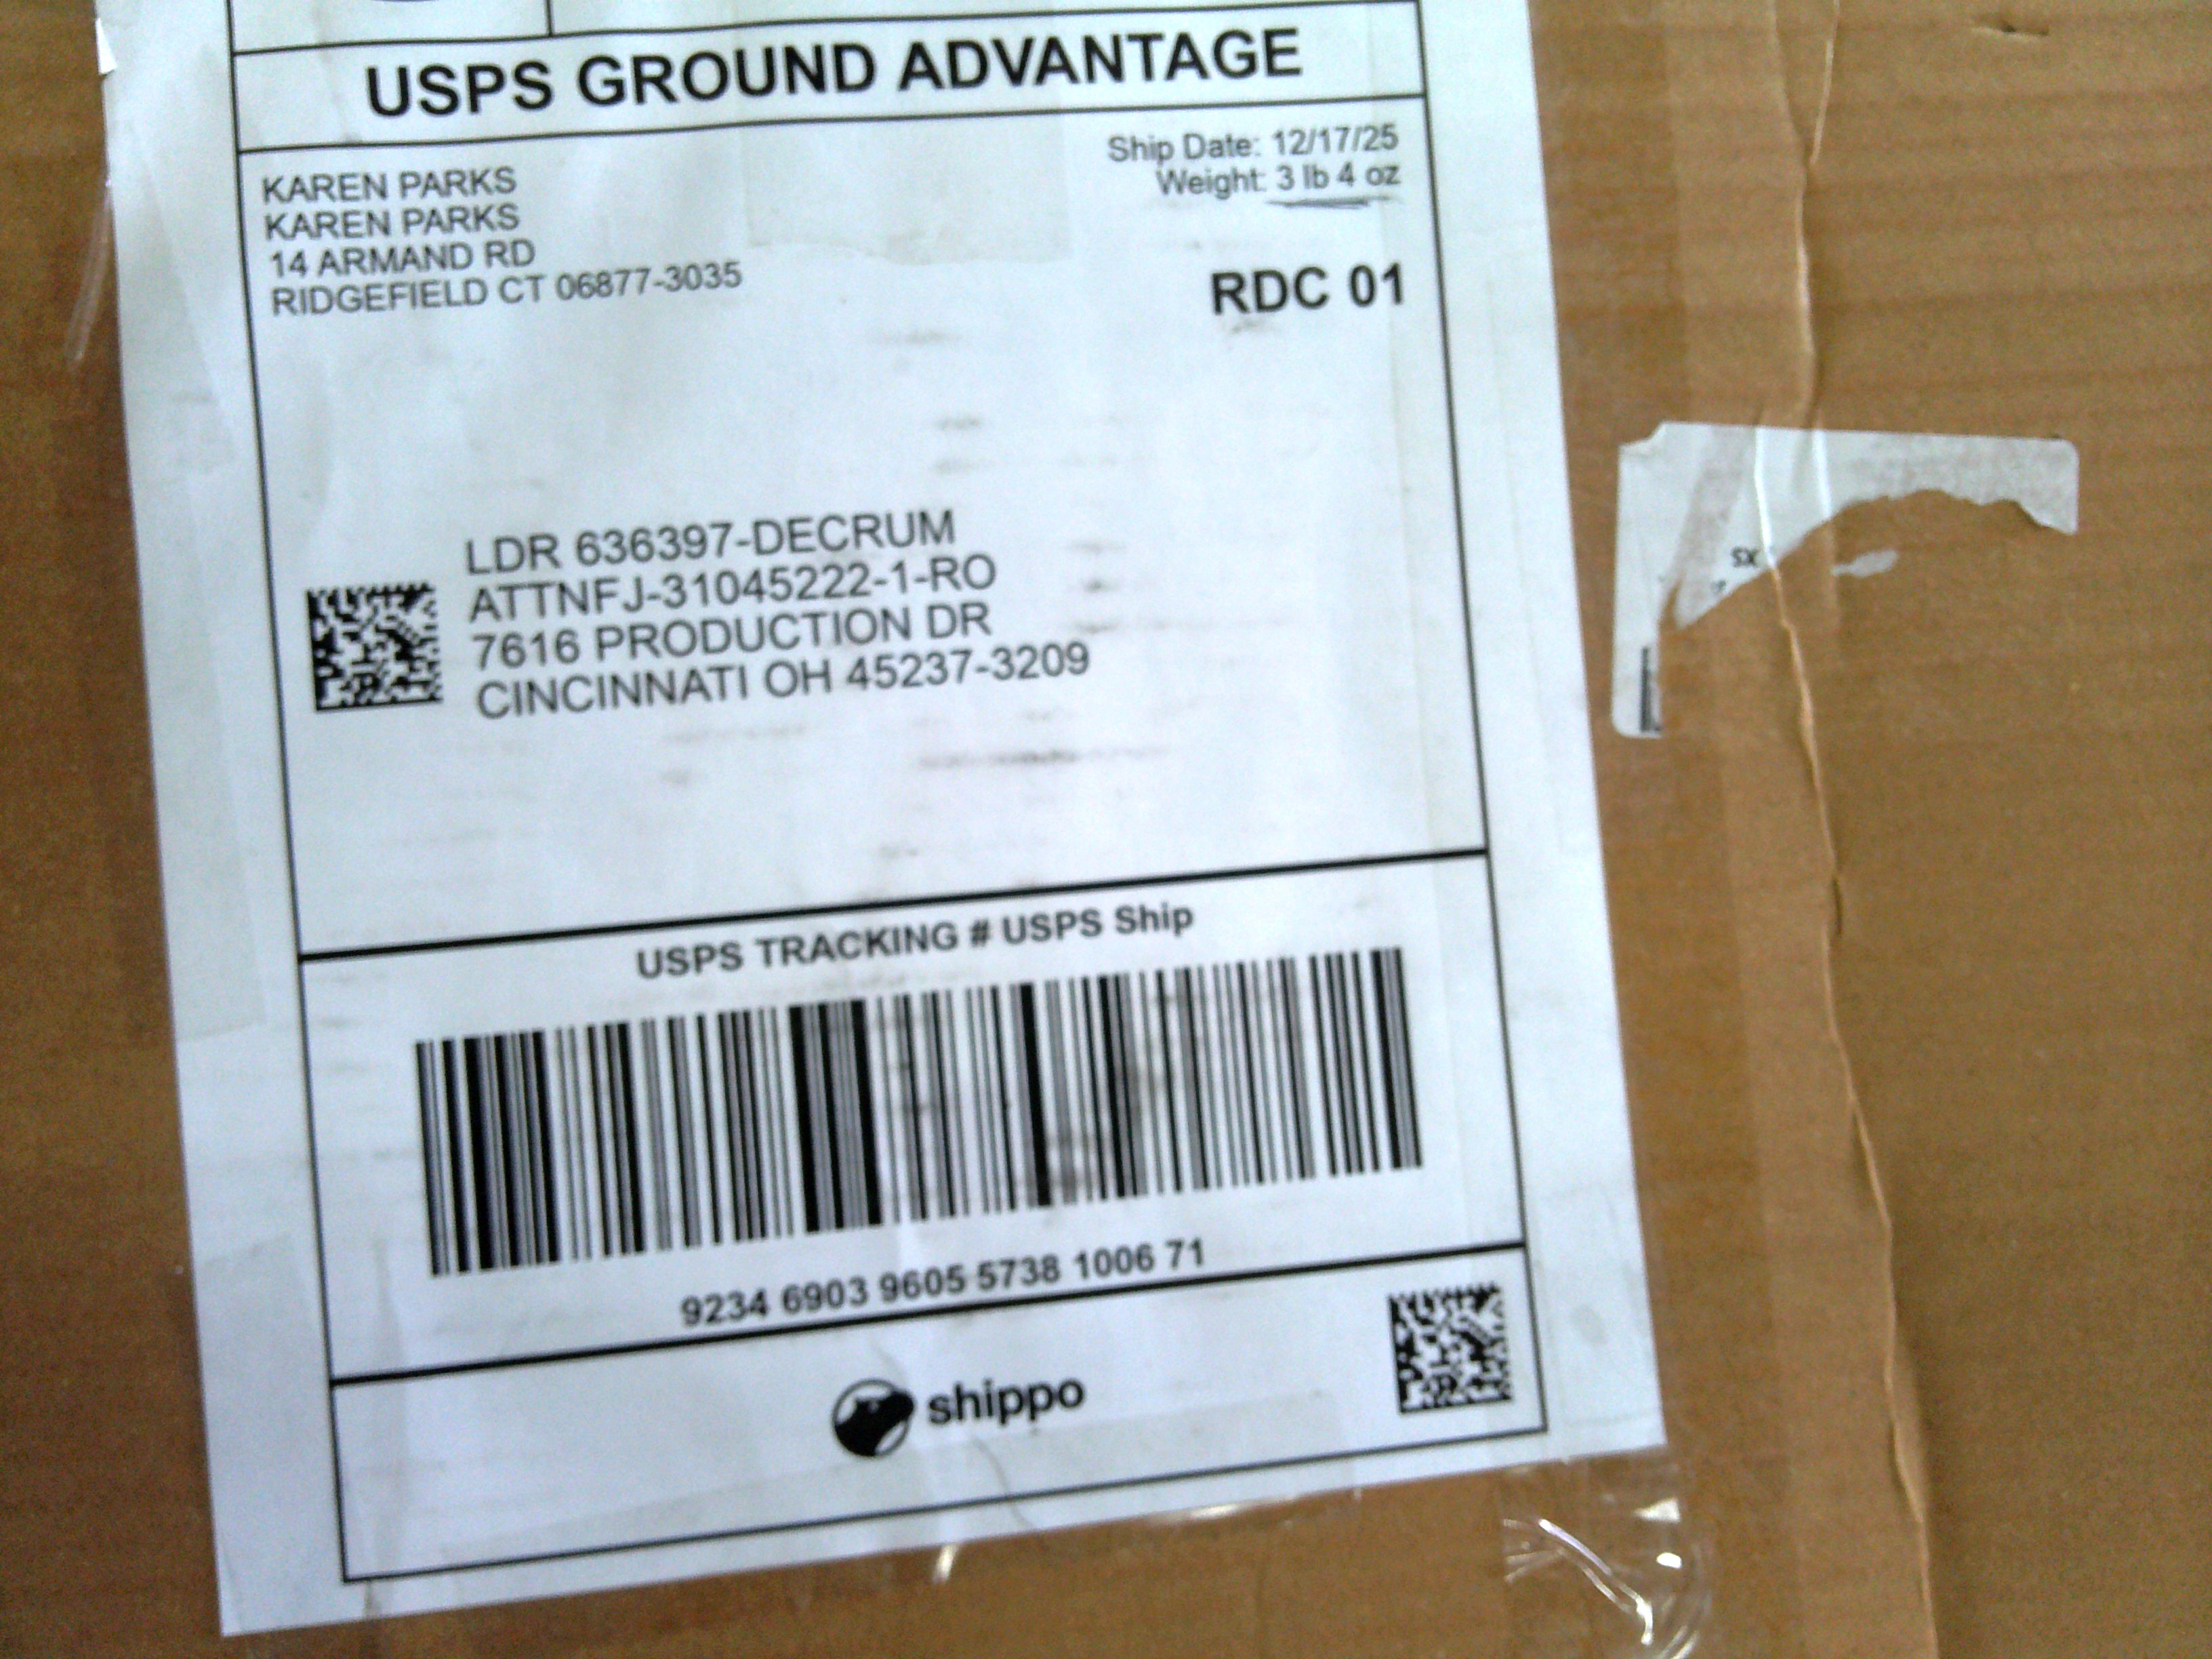 USPS GROUND ADVANTAGE
KAREN PARKS
KAREN PARKS
14 ARMAND RD
RIDGEFIELD CT 06877-3035
Ship Date: 12/17/25
Weight: 3 lb 4 oz
RDC 01
LDR 636397-DECRUM
ATTNFJ-31045222-1-RO
7616 PRODUCTION DR
CINCINNATI OH 45237-3209
USPS TRACKING # USPS Ship
9234 6903 9605 5738 1006 71
shippo